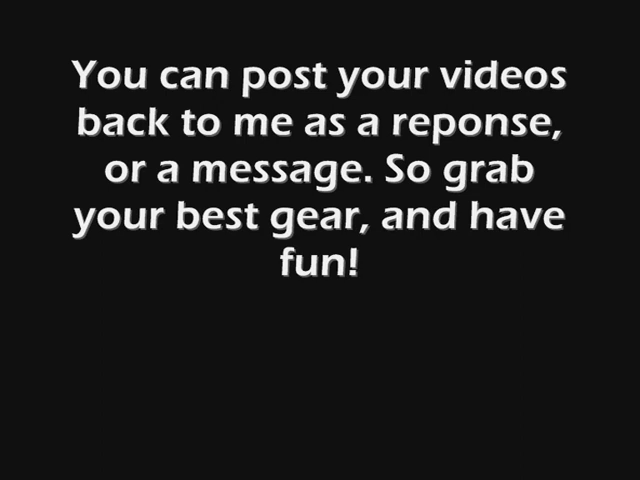 You can post your videos
back to me as a reponse,
or a message. So grab
your best gear, and have
fun!